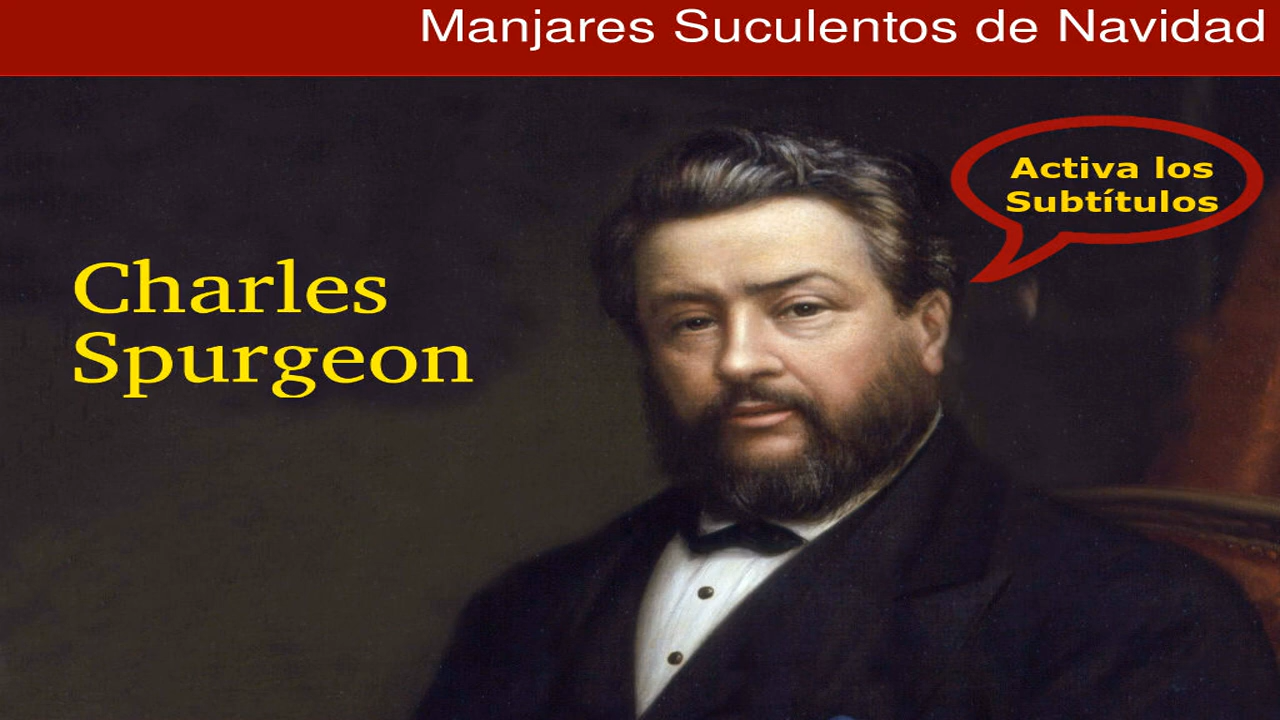 Manjares Suculentos de Navidad
Activa los
Subtítulos
Charles
Spurgeon